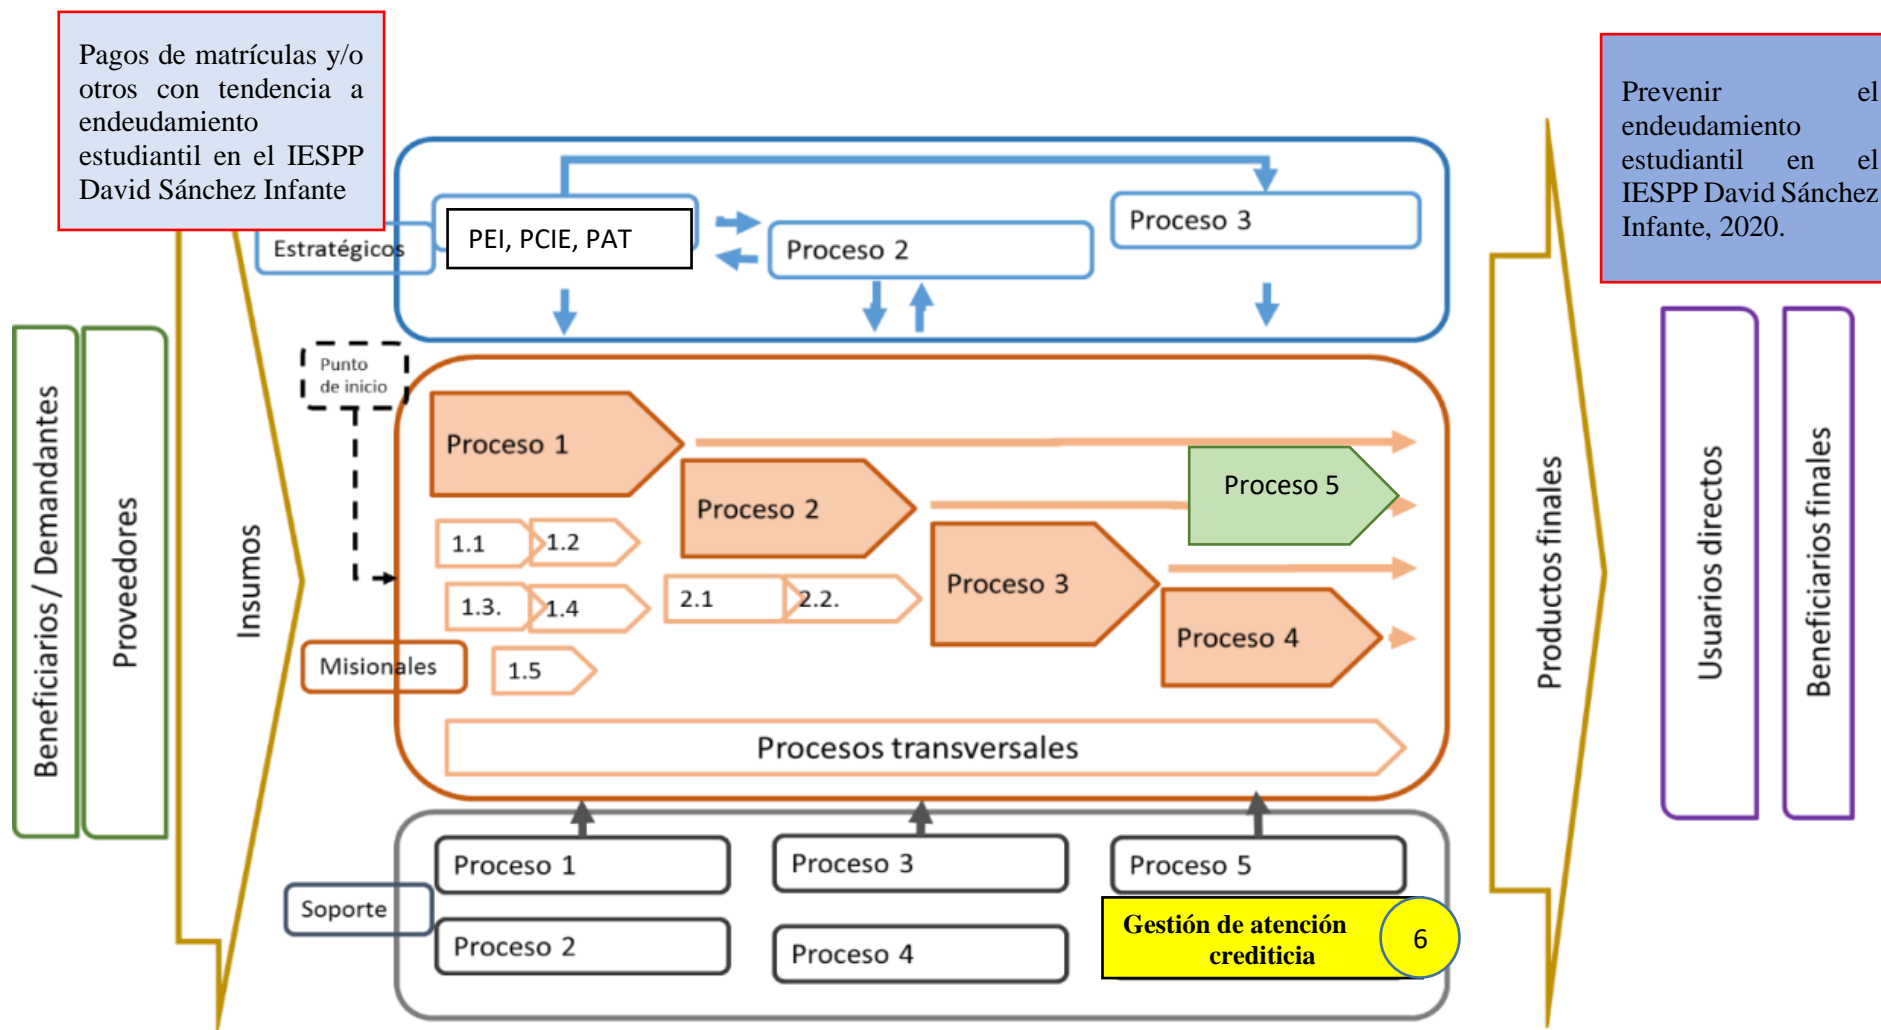 Pagos de matrículas y/o
otros con tendencia a
endeudamiento
estudiantil en el IESPP
David Sánchez Infante
Prevenir el
endeudamiento
estudiantil en el
IESPP David Sánchez
Infante, 2020.
Estratégicos
PEI, PCIE, PAT
Proceso 2
Proceso 3
Beneficiarios / Demandantes
Proveedores
Insumos
Punto
de inicio
Misionales
Proceso 1
Proceso 2
Proceso 3
Proceso 4
Proceso 5
1.1
1.2
1.3.
1.4
1.5
2.1
2.2.
Procesos transversales
Soporte
Proceso 1
Proceso 2
Proceso 3
Proceso 4
Proceso 5
Gestión de atención
crediticia
6
Productos finales
Usuarios directos
Beneficiarios finales